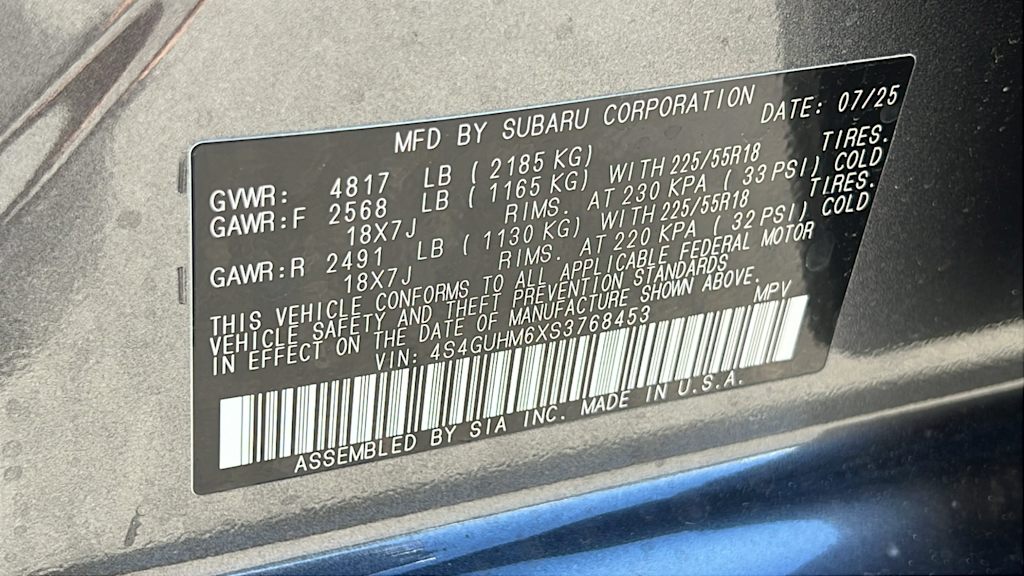 MFD BY SUBARU CORPORATION DATE: 07/25
GVWR: 4817 LB ( 2185 KG)
GAWR:F 2568 LB ( 1165 KG) WITH 225/55R18 TIRES.
18X7J RIMS. AT 230 KPA ( 33 PSI) COLD
GAWR:R 2491 LB ( 1130 KG) WITH 225/55R18 TIRES.
18X7J RIMS. AT 220 KPA ( 32 PSI) COLD
THIS VEHICLE CONFORMS TO ALL APPLICABLE FEDERAL MOTOR
VEHICLE SAFETY AND THEFT PREVENTION STANDARDS
IN EFFECT ON THE DATE OF MANUFACTURE SHOWN ABOVE.
VIN: 4S4GUHM6XS3768453 MPV
ASSEMBLED BY SIA INC. MADE IN U.S.A.